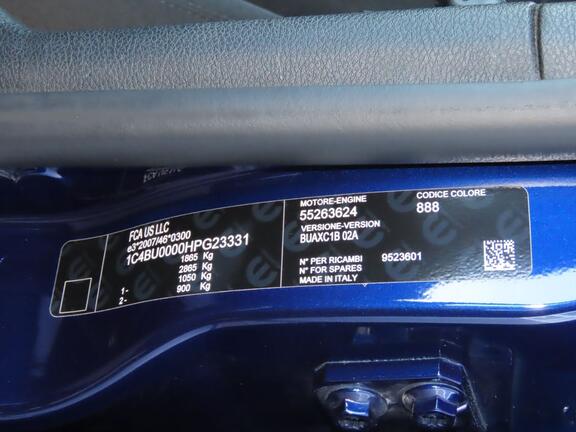 FCA US LLC
e3*2007/46*0300
1C4BU0000HPG23331
1865 Kg
2865 Kg
1- 1050 Kg
2- 900 Kg
MOTORE-ENGINE
55263624
VERSIONE-VERSION
BUAXC1B 02A
N° PER RICAMBI 9523601
N° FOR SPARES
MADE IN ITALY
CODICE COLORE
888